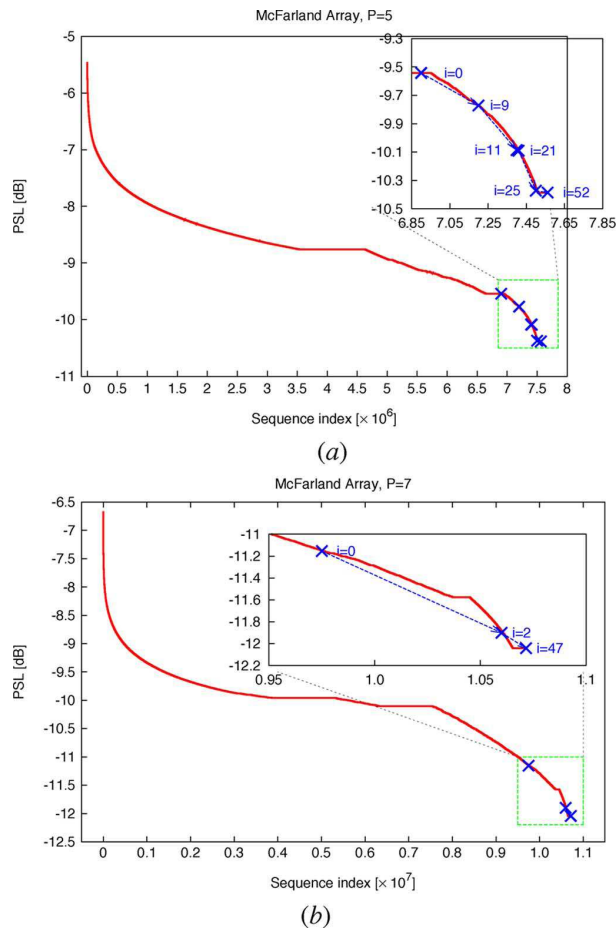 McFarland Array, P=5
PSL [dB]
-5
-6
-7
-8
-9
-10
-11
0 0.5 1 1.5 2 2.5 3 3.5 4 4.5 5 5.5 6 6.5 7 7.5 8
Sequence index [× 10^6]
-9.3
-9.5
-9.7
-9.9
-10.1
-10.3
-10.5
6.85 7.05 7.25 7.45 7.65 7.85
i=0
i=9
i=11 i=21
i=25 i=52
(a)
McFarland Array, P=7
PSL [dB]
-6.5
-7
-7.5
-8
-8.5
-9
-9.5
-10
-10.5
-11
-11.5
-12
-12.5
0 0.1 0.2 0.3 0.4 0.5 0.6 0.7 0.8 0.9 1.0 1.1
Sequence index [× 10^7]
-11
-11.2
-11.4
-11.6
-11.8
-12
-12.2
0.95 1.0 1.05 1.1
i=0
i=2
i=47
(b)